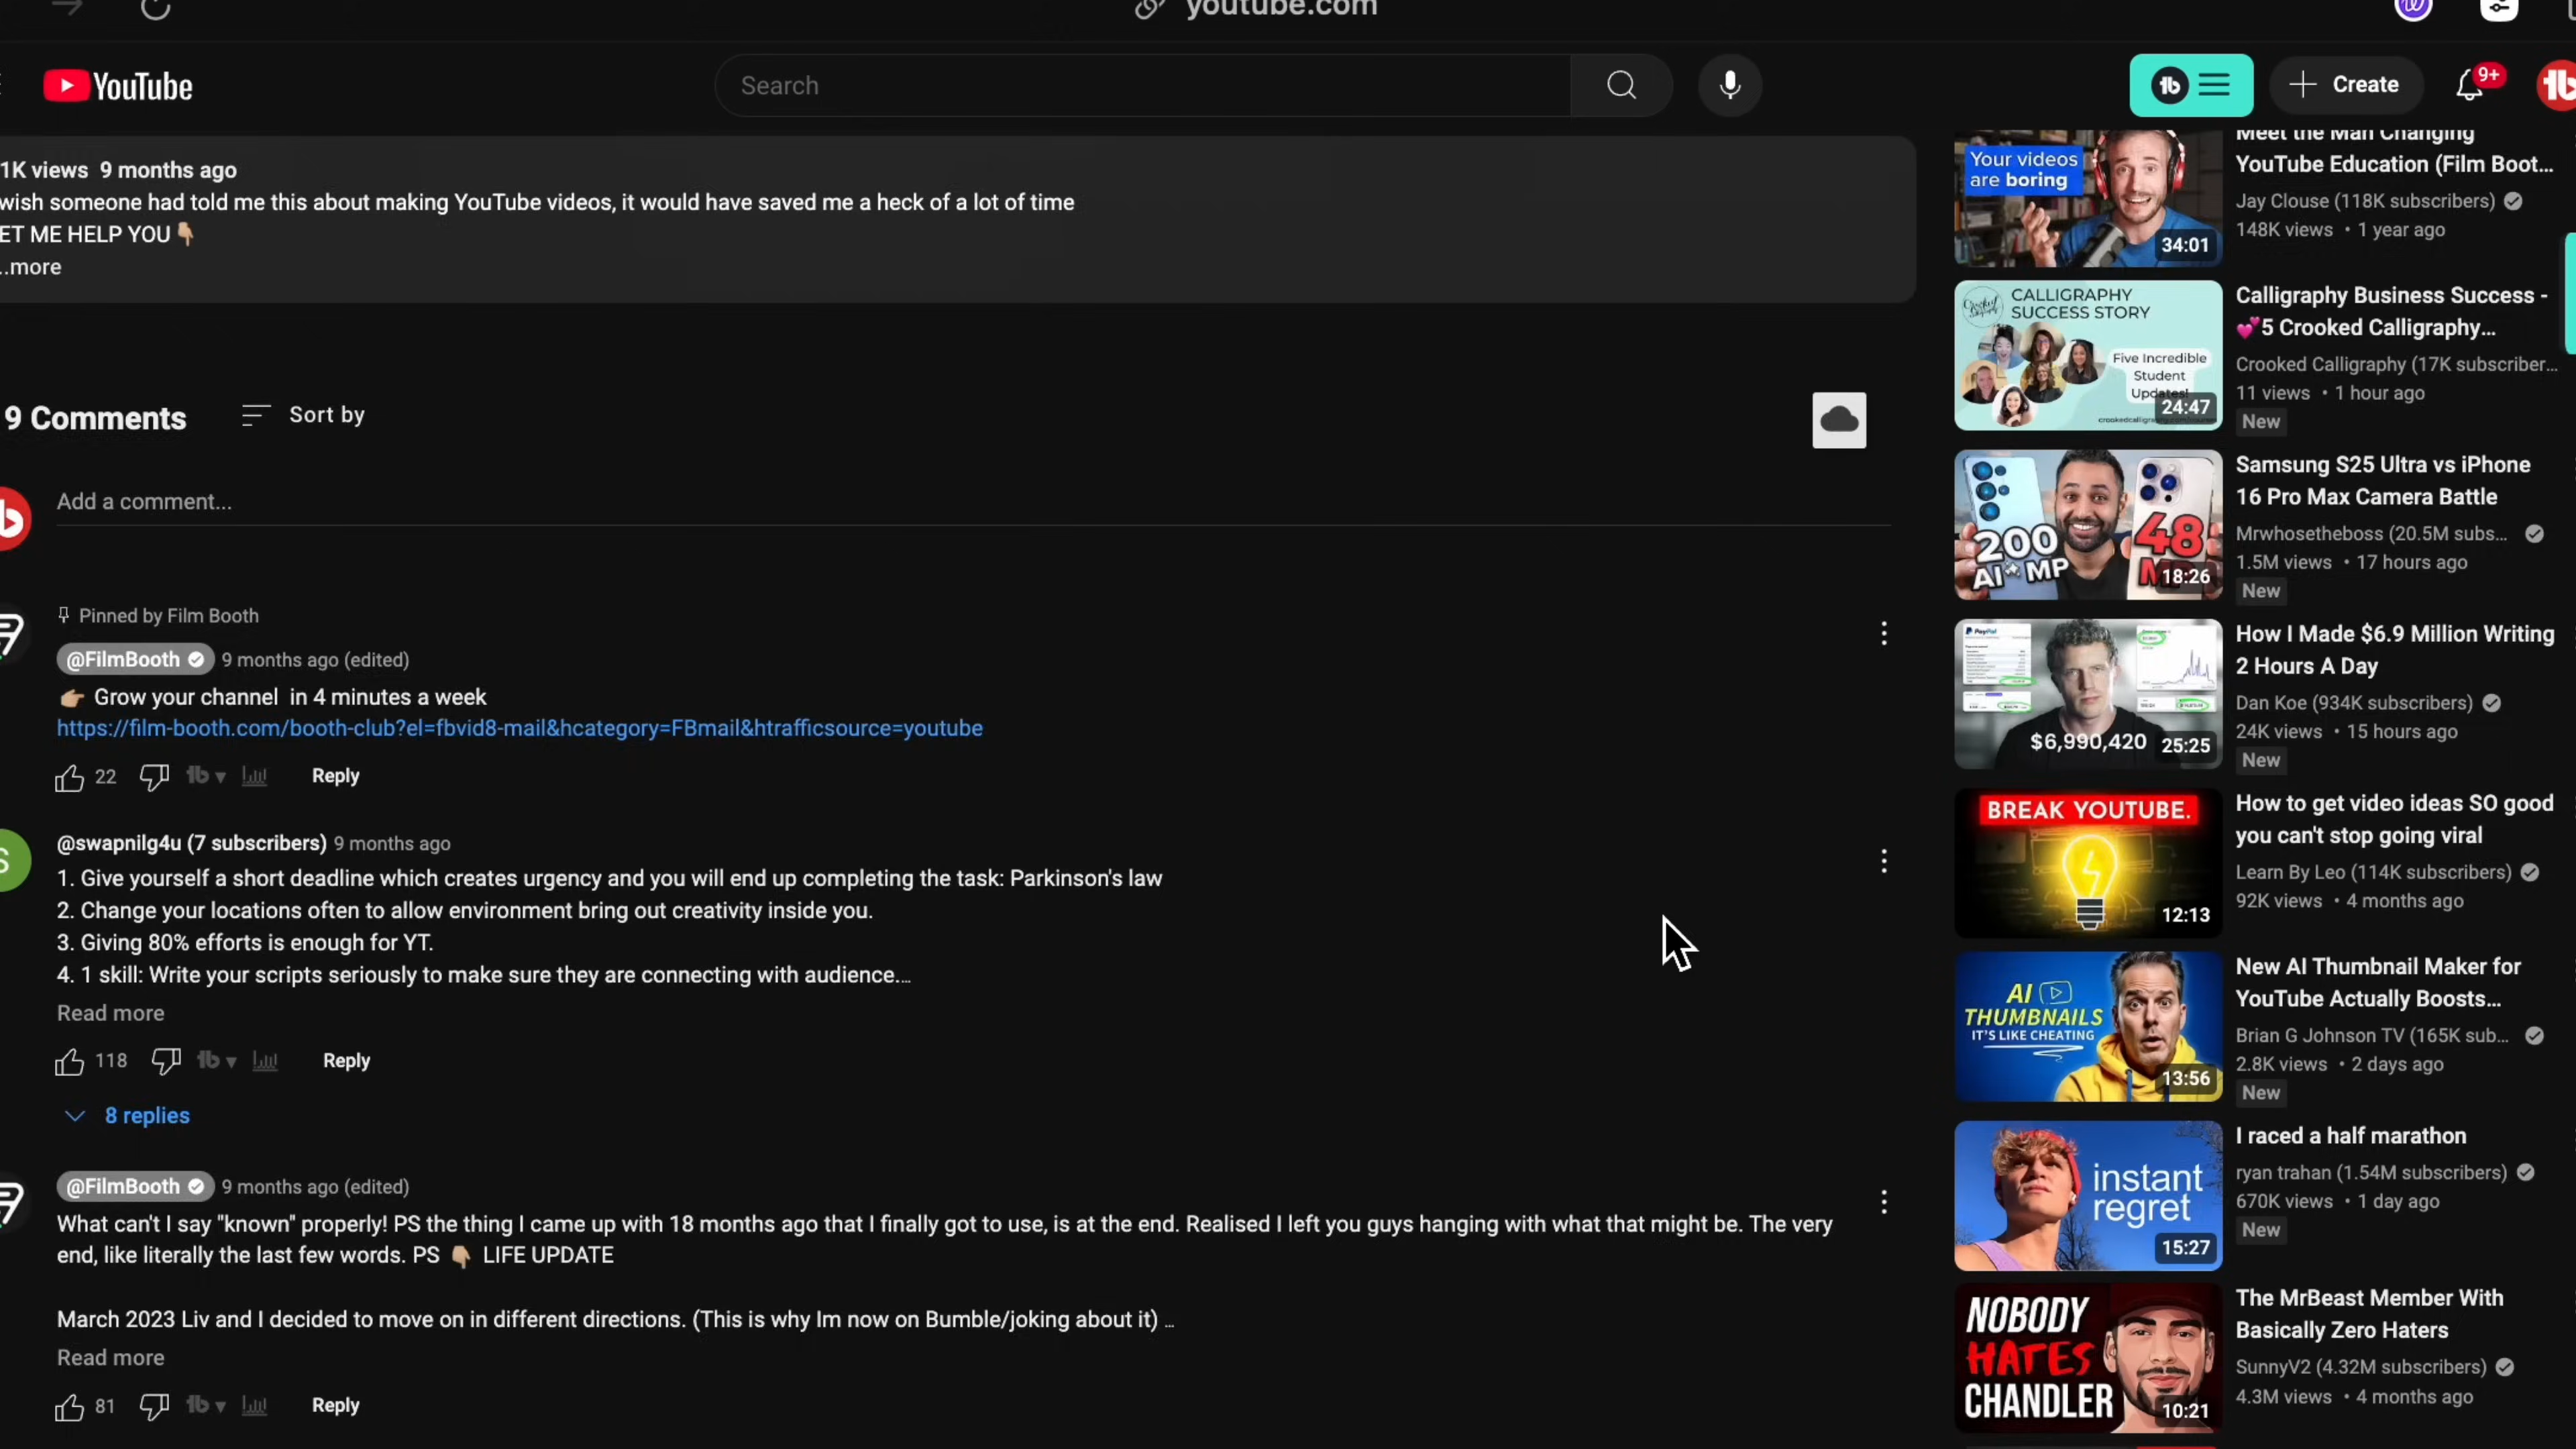 youtube.com
YouTube
Search
Create
9+
1K views 9 months ago
wish someone had told me this about making YouTube videos, it would have saved me a heck of a lot of time
ET ME HELP YOU👇🏼
..more
9 Comments
Sort by
Add a comment...
Pinned by Film Booth
@FilmBooth 9 months ago (edited)
👉🏼 Grow your channel in 4 minutes a week
https://film-booth.com/booth-club?el=fbvid8-mail&hcategory=FBmail&htrafficsource=youtube
22 Reply
@swapnilg4u (7 subscribers) 9 months ago
1. Give yourself a short deadline which creates urgency and you will end up completing the task: Parkinson's law
2. Change your locations often to allow environment bring out creativity inside you.
3. Giving 80% efforts is enough for YT.
4. 1 skill: Write your scripts seriously to make sure they are connecting with audience....
Read more
118 Reply
8 replies
@FilmBooth 9 months ago (edited)
What can't I say "known" properly! PS the thing I came up with 18 months ago that I finally got to use, is at the end. Realised I left you guys hanging with what that might be. The very
end, like literally the last few words. PS 👇🏼 LIFE UPDATE
March 2023 Liv and I decided to move on in different directions. (This is why Im now on Bumble/joking about it) ...
Read more
81 Reply
Your videos
are boring
34:01
Meet the Man Changing
YouTube Education (Film Boot...
Jay Clouse (118K subscribers)
148K views • 1 year ago
CALLIGRAPHY
SUCCESS STORY
Five Incredible
Student
Updates!
24:47
Calligraphy Business Success -
💕5 Crooked Calligraphy...
Crooked Calligraphy (17K subscriber...
11 views • 1 hour ago
New
200
AI MP
48
18:26
Samsung S25 Ultra vs iPhone
16 Pro Max Camera Battle
Mrwhosetheboss (20.5M subs...
1.5M views • 17 hours ago
New
PayPal
$6,990,420
25:25
How I Made $6.9 Million Writing
2 Hours A Day
Dan Koe (934K subscribers)
24K views • 15 hours ago
New
BREAK YOUTUBE.
12:13
How to get video ideas SO good
you can't stop going viral
Learn By Leo (114K subscribers)
92K views • 4 months ago
AI
THUMBNAILS
IT'S LIKE CHEATING
13:56
New AI Thumbnail Maker for
YouTube Actually Boosts...
Brian G Johnson TV (165K sub...
2.8K views • 2 days ago
New
instant
regret
15:27
I raced a half marathon
ryan trahan (1.54M subscribers)
670K views • 1 day ago
New
NOBODY
HATES
CHANDLER
10:21
The MrBeast Member With
Basically Zero Haters
SunnyV2 (4.32M subscribers)
4.3M views • 4 months ago